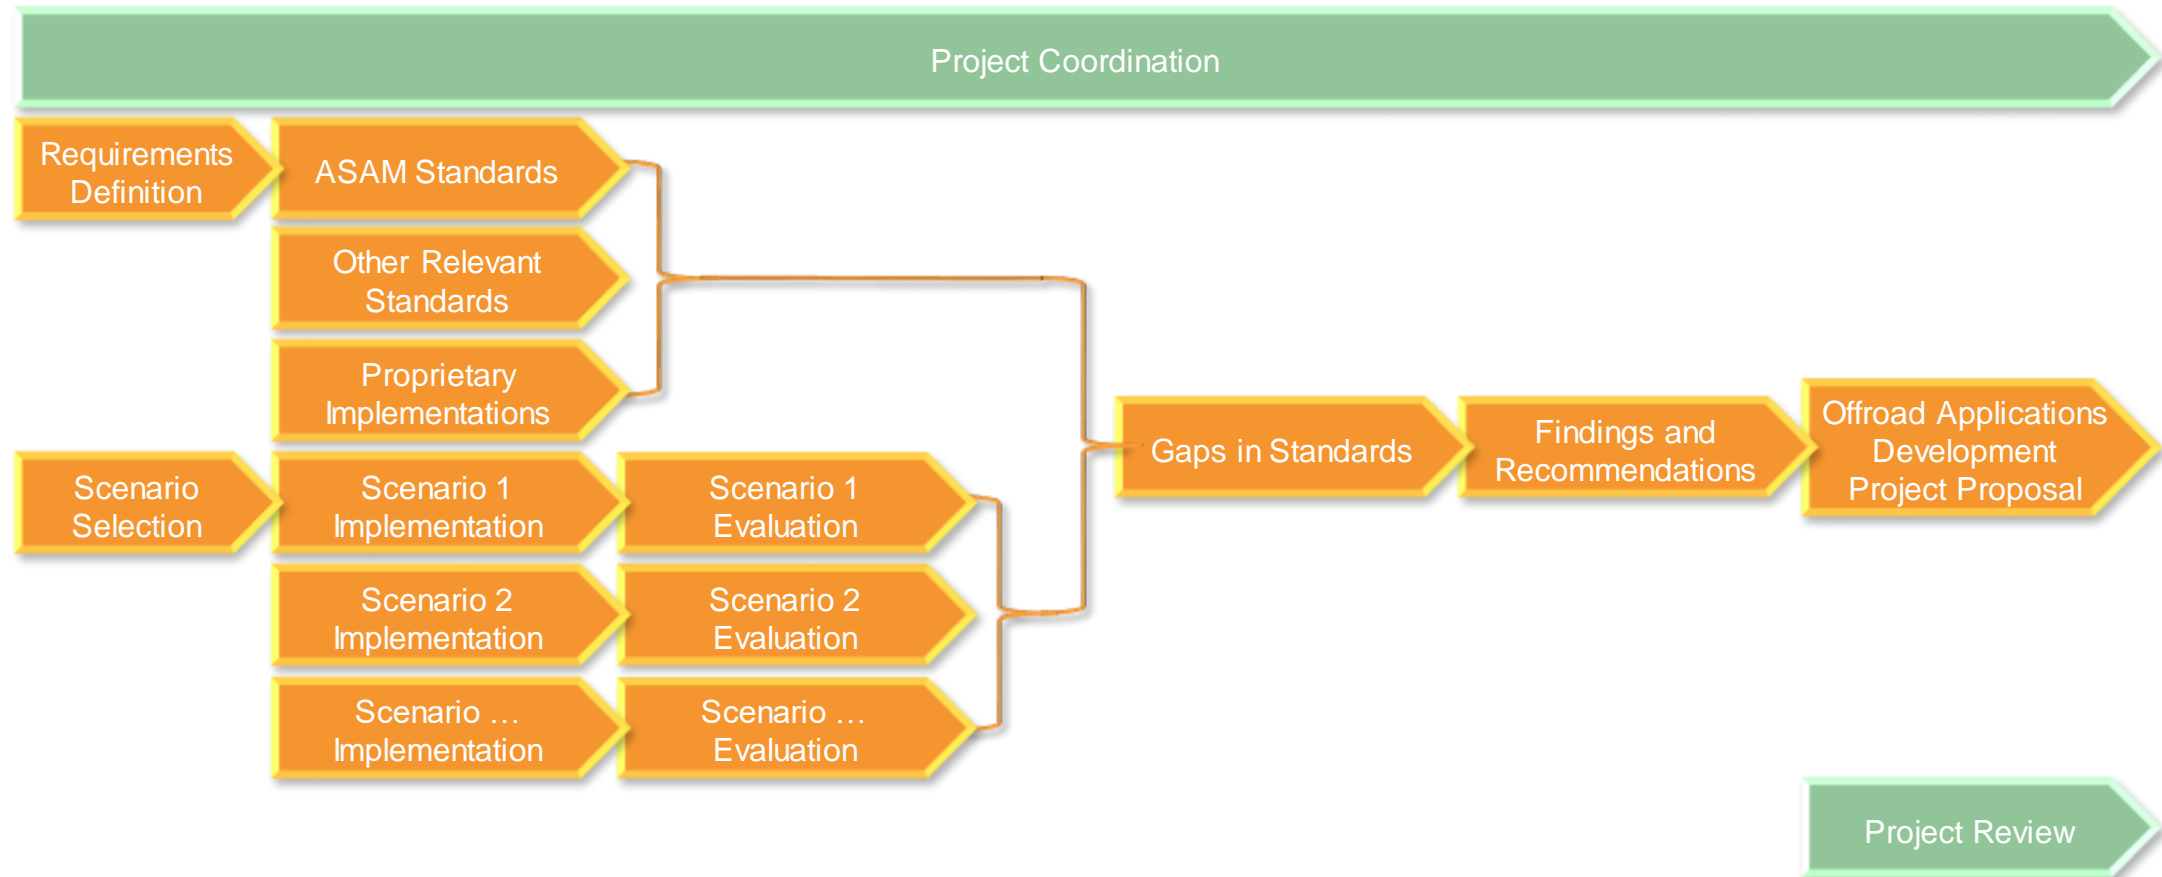 Project Coordination
Requirements
Definition
ASAM Standards
Other Relevant
Standards
Proprietary
Implementations
Scenario
Selection
Scenario 1
Implementation
Scenario 1
Evaluation
Scenario 2
Implementation
Scenario 2
Evaluation
Scenario …
Implementation
Scenario …
Evaluation
Gaps in Standards
Findings and
Recommendations
Offroad Applications
Development
Project Proposal
Project Review